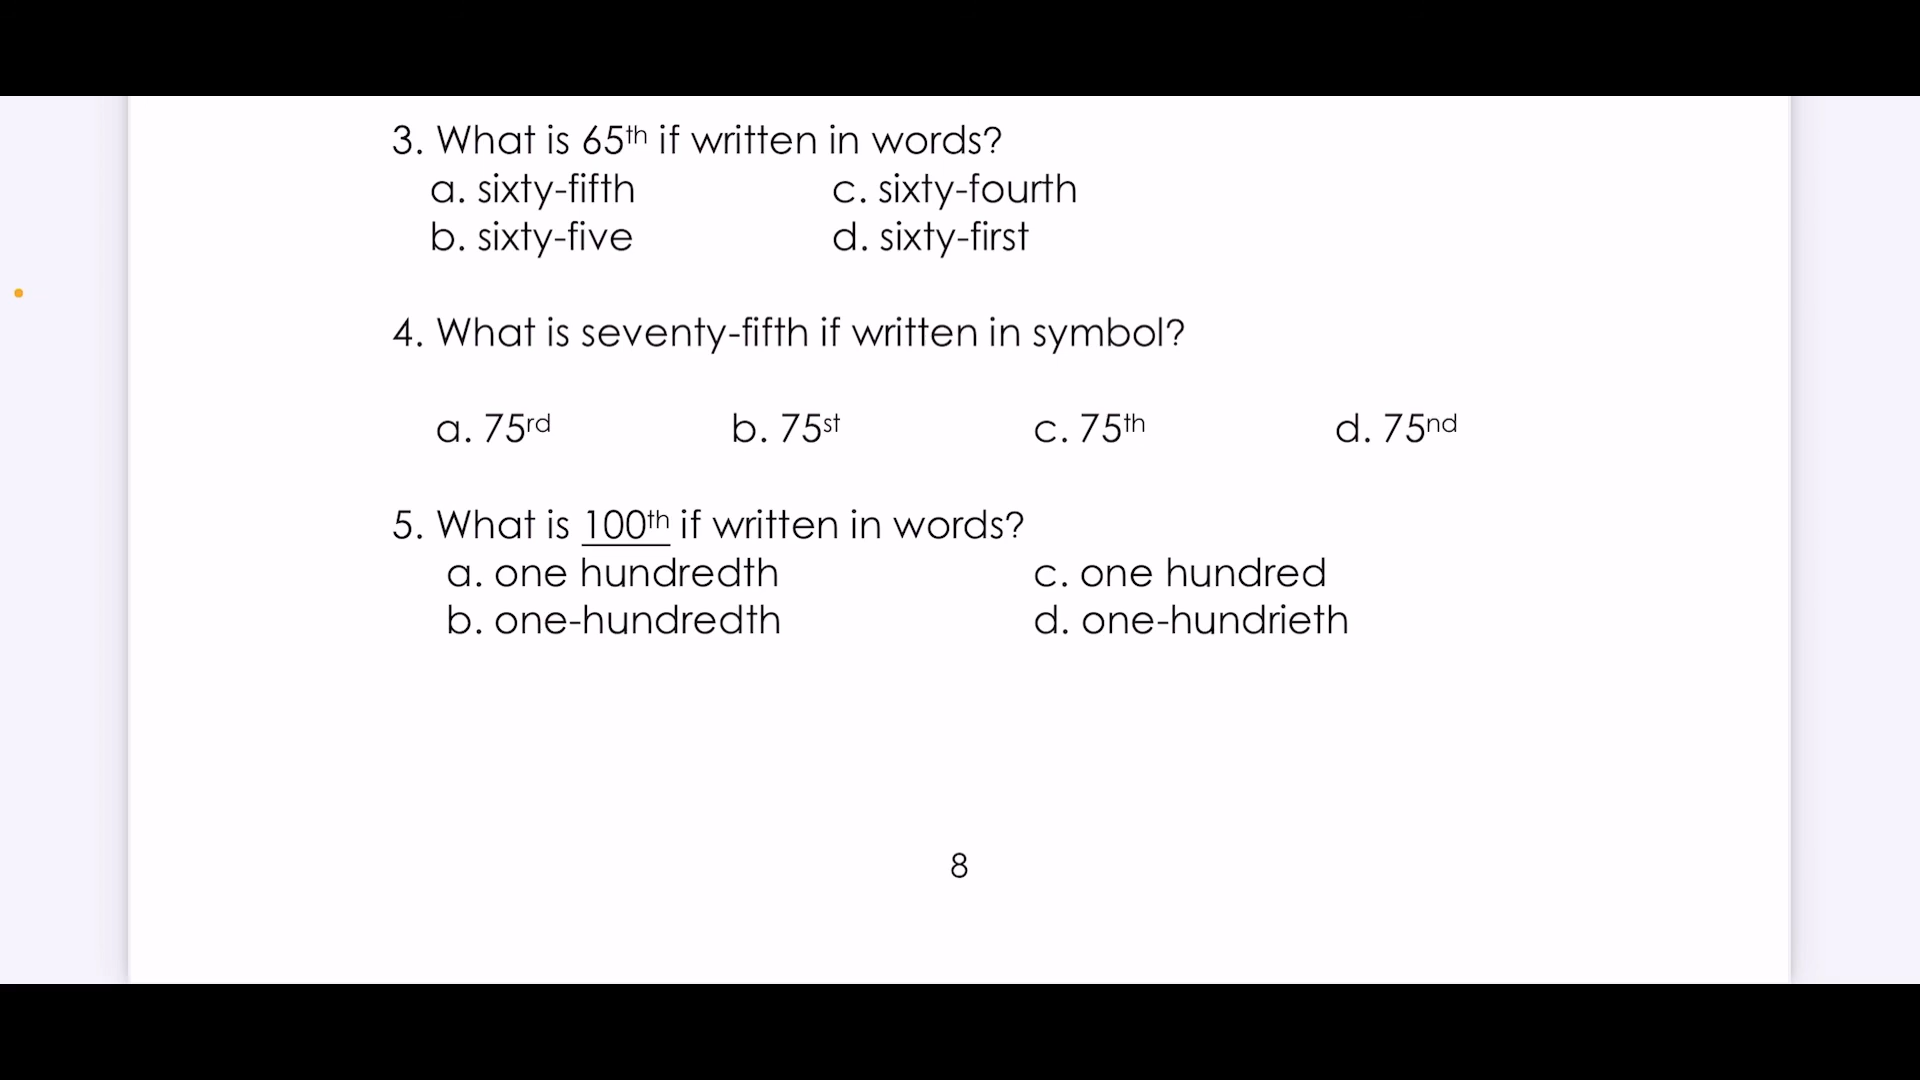 3. What is 65th if written in words?
a. sixty-fifth c. sixty-fourth
b. sixty-five d. sixty-first
4. What is seventy-fifth if written in symbol?
a. 75rd b. 75st c. 75th d. 75nd
5. What is 100th if written in words?
a. one hundredth c. one hundred
b. one-hundredth d. one-hundrieth
8